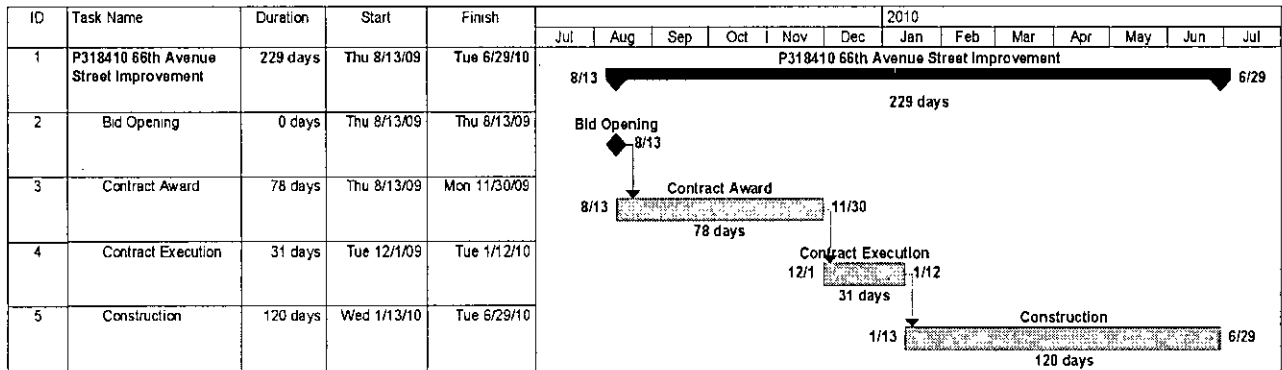 ID Task Name Duration Start Finish 2010
Jul Aug Sep Oct Nov Dec Jan Feb Mar Apr May Jun Jul
1 P318410 66th Avenue Street Improvement 229 days Thu 8/13/09 Tue 6/29/10
P318410 66th Avenue Street Improvement
8/13 6/29
229 days
2 Bid Opening 0 days Thu 8/13/09 Thu 8/13/09
Bid Opening
8/13
3 Contract Award 78 days Thu 8/13/09 Mon 11/30/09
Contract Award
8/13 11/30
78 days
4 Contract Execution 31 days Tue 12/1/09 Tue 1/12/10
Contract Execution
12/1 1/12
31 days
5 Construction 120 days Wed 1/13/10 Tue 6/29/10
Construction
1/13 6/29
120 days